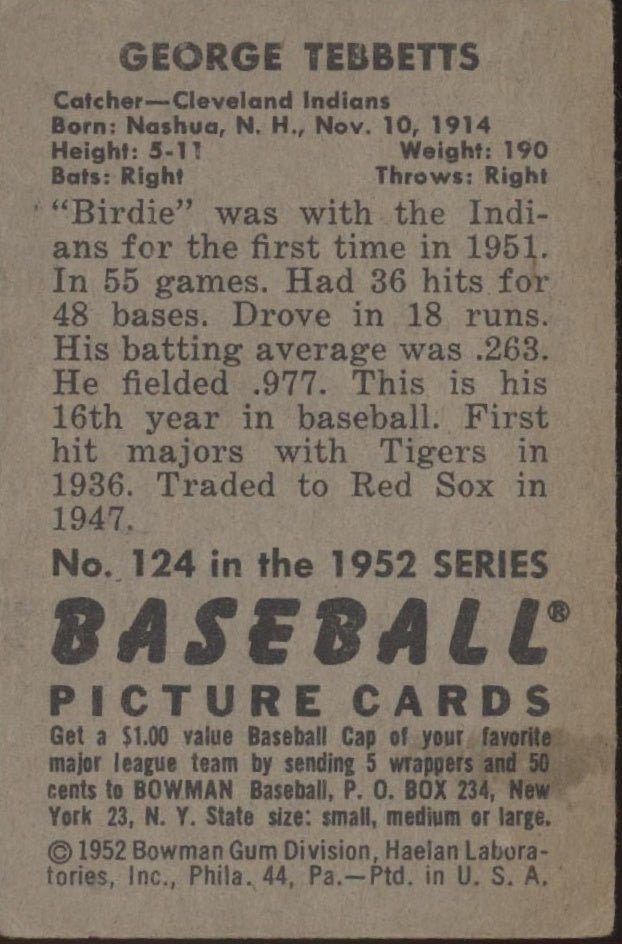 GEORGE TEBBETTS
Catcher—Cleveland Indians
Born: Nashua, N. H., Nov. 10, 1914
Height: 5-11 Weight: 190
Bats: Right Throws: Right
"Birdie" was with the Indi-
ans for the first time in 1951.
In 55 games. Had 36 hits for
48 bases. Drove in 18 runs.
His batting average was .263.
He fielded .977. This is his
16th year in baseball. First
hit majors with Tigers in
1936. Traded to Red Sox in
1947.
No. 124 in the 1952 SERIES
BASEBALL®
PICTURE CARDS
Get a $1.00 value Baseball Cap of your favorite
major league team by sending 5 wrappers and 50
cents to BOWMAN Baseball, P. O. BOX 234, New
York 23, N. Y. State size: small, medium or large.
© 1952 Bowman Gum Division, Haelan Labora-
tories, Inc., Phila. 44, Pa.—Ptd. in U. S. A.